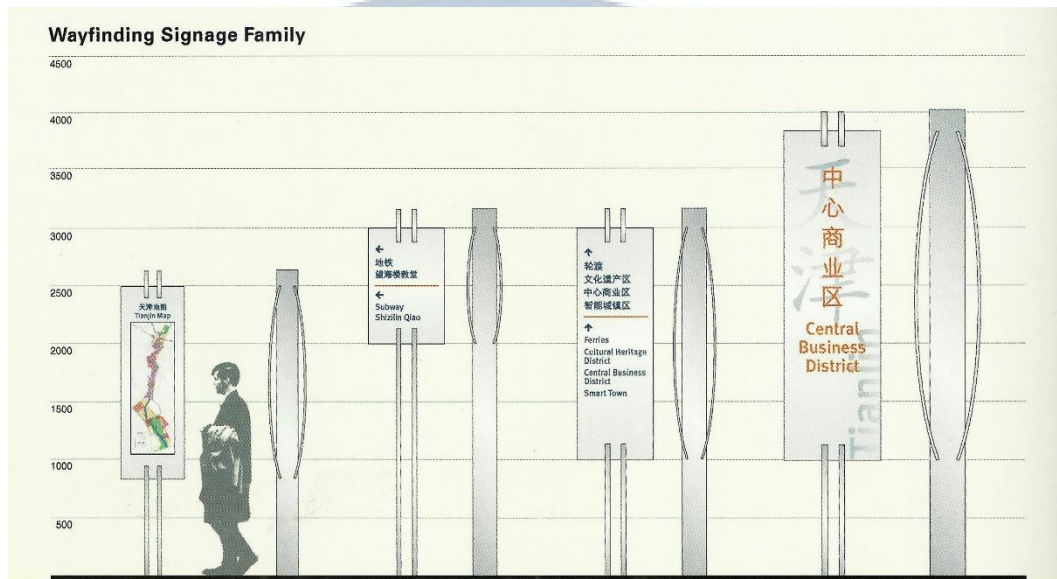 Wayfinding Signage Family
4500
4000
3500
3000
2500
2000
1500
1000
500
天津地图
Tianjin Map
←
地铁
望海楼教堂
←
Subway
Shizilin Qiao
↑
轮渡
文化遗产区
中心商业区
智能城镇区
↑
Ferries
Cultural Heritage
District
Central Business
District
Smart Town
天津
中心商业区
Central
Business
District
Tianjin